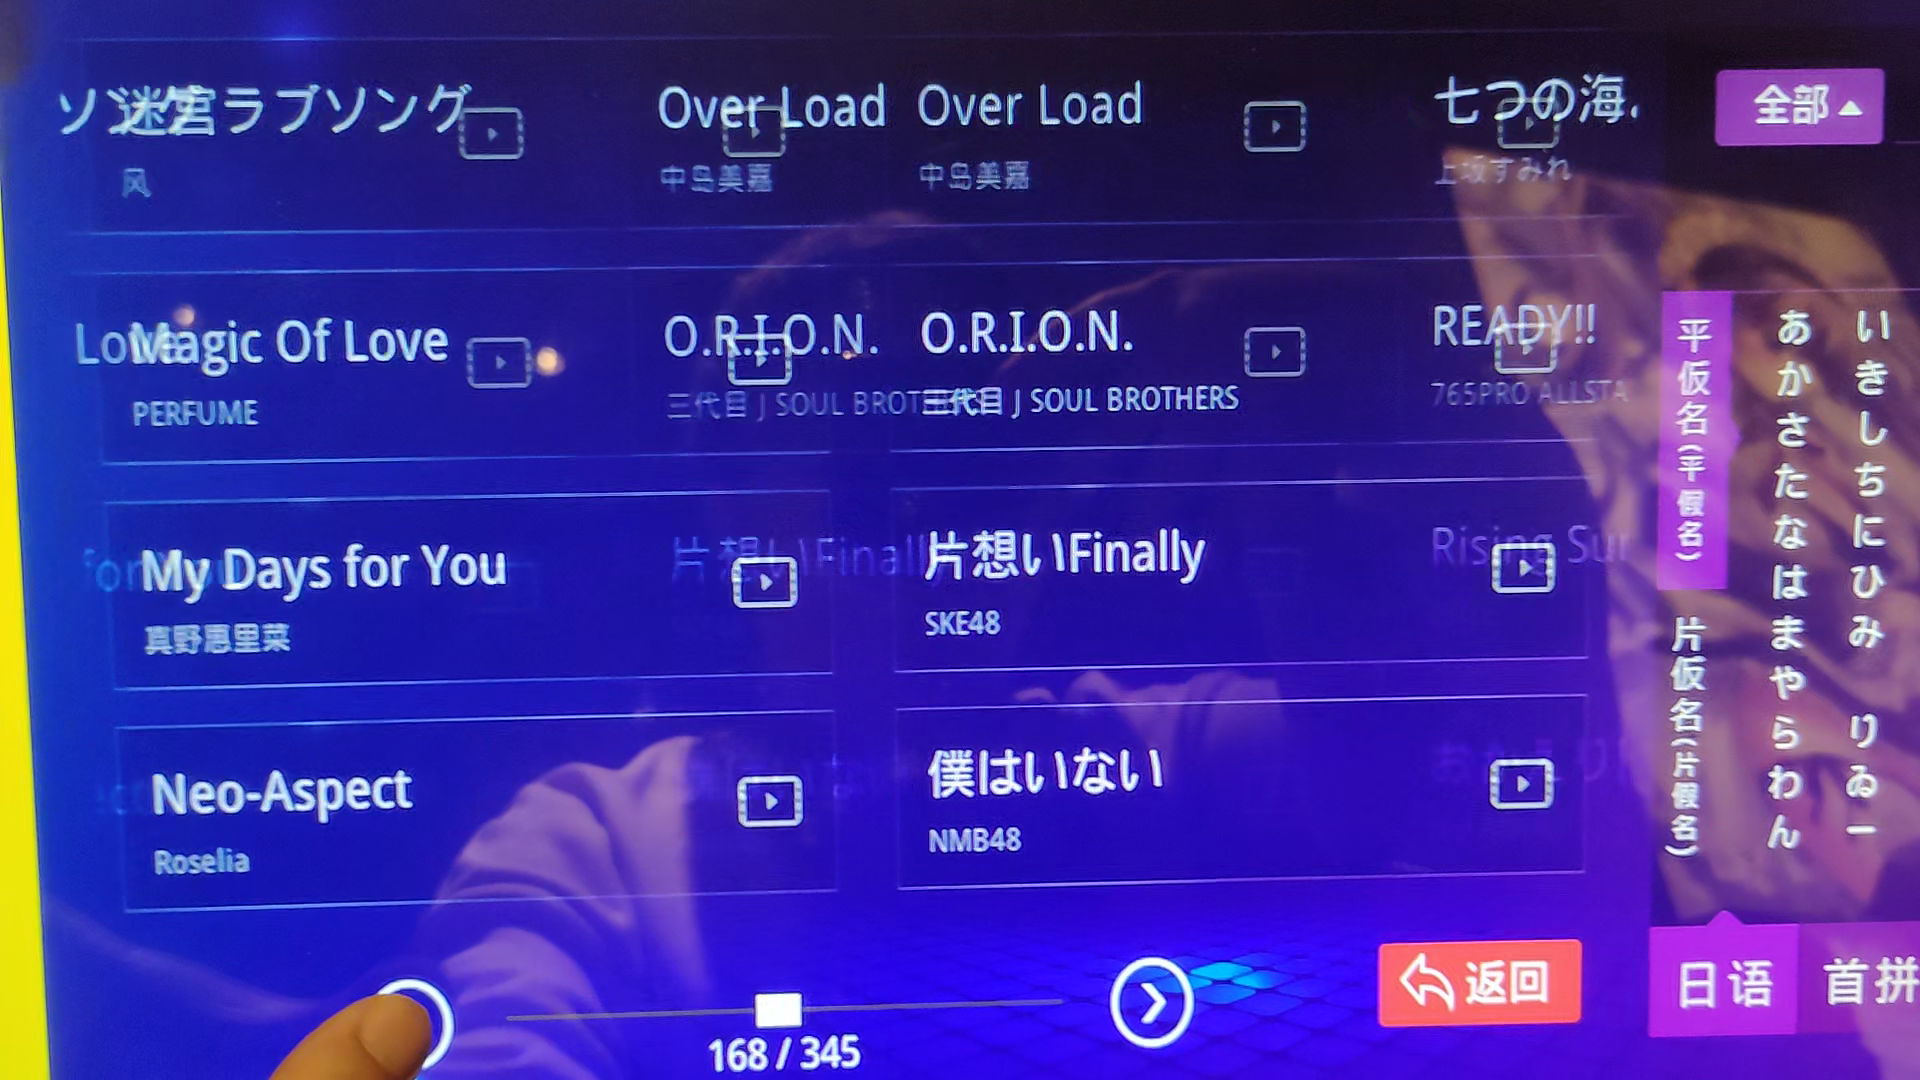 迷宮ラブソング
风
Over Load
中岛美嘉
Over Load
中岛美嘉
七つの海.
上坂すみれ
全部
Magic Of Love
PERFUME
O.R.I.O.N.
三代目 J SOUL BROTHERS
O.R.I.O.N.
三代目 J SOUL BROTHERS
READY!!
765PRO ALLSTA
My Days for You
真野恵里菜
片想いFinally
片想いFinally
SKE48
Rising Sun
Neo-Aspect
Roselia
僕はいない
NMB48
168 / 345
返回
平仮名(平假名)
片仮名(片假名)
あかさたなはまやらわん
いきしちにひみ りゐー
日语
首拼